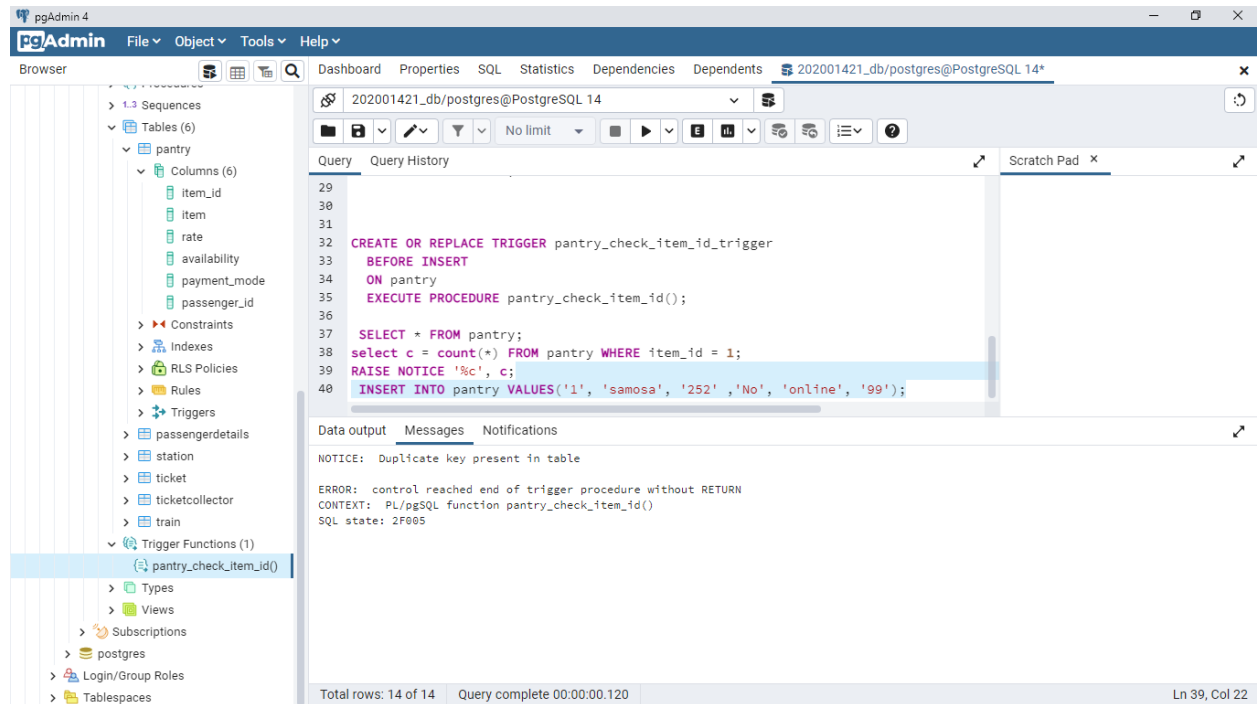 pgAdmin 4
pgAdmin File Object Tools Help
Browser
Dashboard Properties SQL Statistics Dependencies Dependents 202001421_db/postgres@PostgreSQL 14*
1..3 Sequences
Tables (6)
pantry
Columns (6)
item_id
item
rate
availability
payment_mode
passenger_id
Constraints
Indexes
RLS Policies
Rules
Triggers
passengerdetails
station
ticket
ticketcollector
train
Trigger Functions (1)
pantry_check_item_id()
Types
Views
Subscriptions
postgres
Login/Group Roles
Tablespaces
202001421_db/postgres@PostgreSQL 14
No limit E
Query Query History
Scratch Pad
29
30
31
32 CREATE OR REPLACE TRIGGER pantry_check_item_id_trigger
33 BEFORE INSERT
34 ON pantry
35 EXECUTE PROCEDURE pantry_check_item_id();
36
37 SELECT * FROM pantry;
38 select c = count(*) FROM pantry WHERE item_id = 1;
39 RAISE NOTICE '%c', c;
40 INSERT INTO pantry VALUES('1', 'samosa', '252' ,'No', 'online', '99');
Data output Messages Notifications
NOTICE: Duplicate key present in table
ERROR: control reached end of trigger procedure without RETURN
CONTEXT: PL/pgSQL function pantry_check_item_id()
SQL state: 2F005
Total rows: 14 of 14 Query complete 00:00:00.120 Ln 39, Col 22